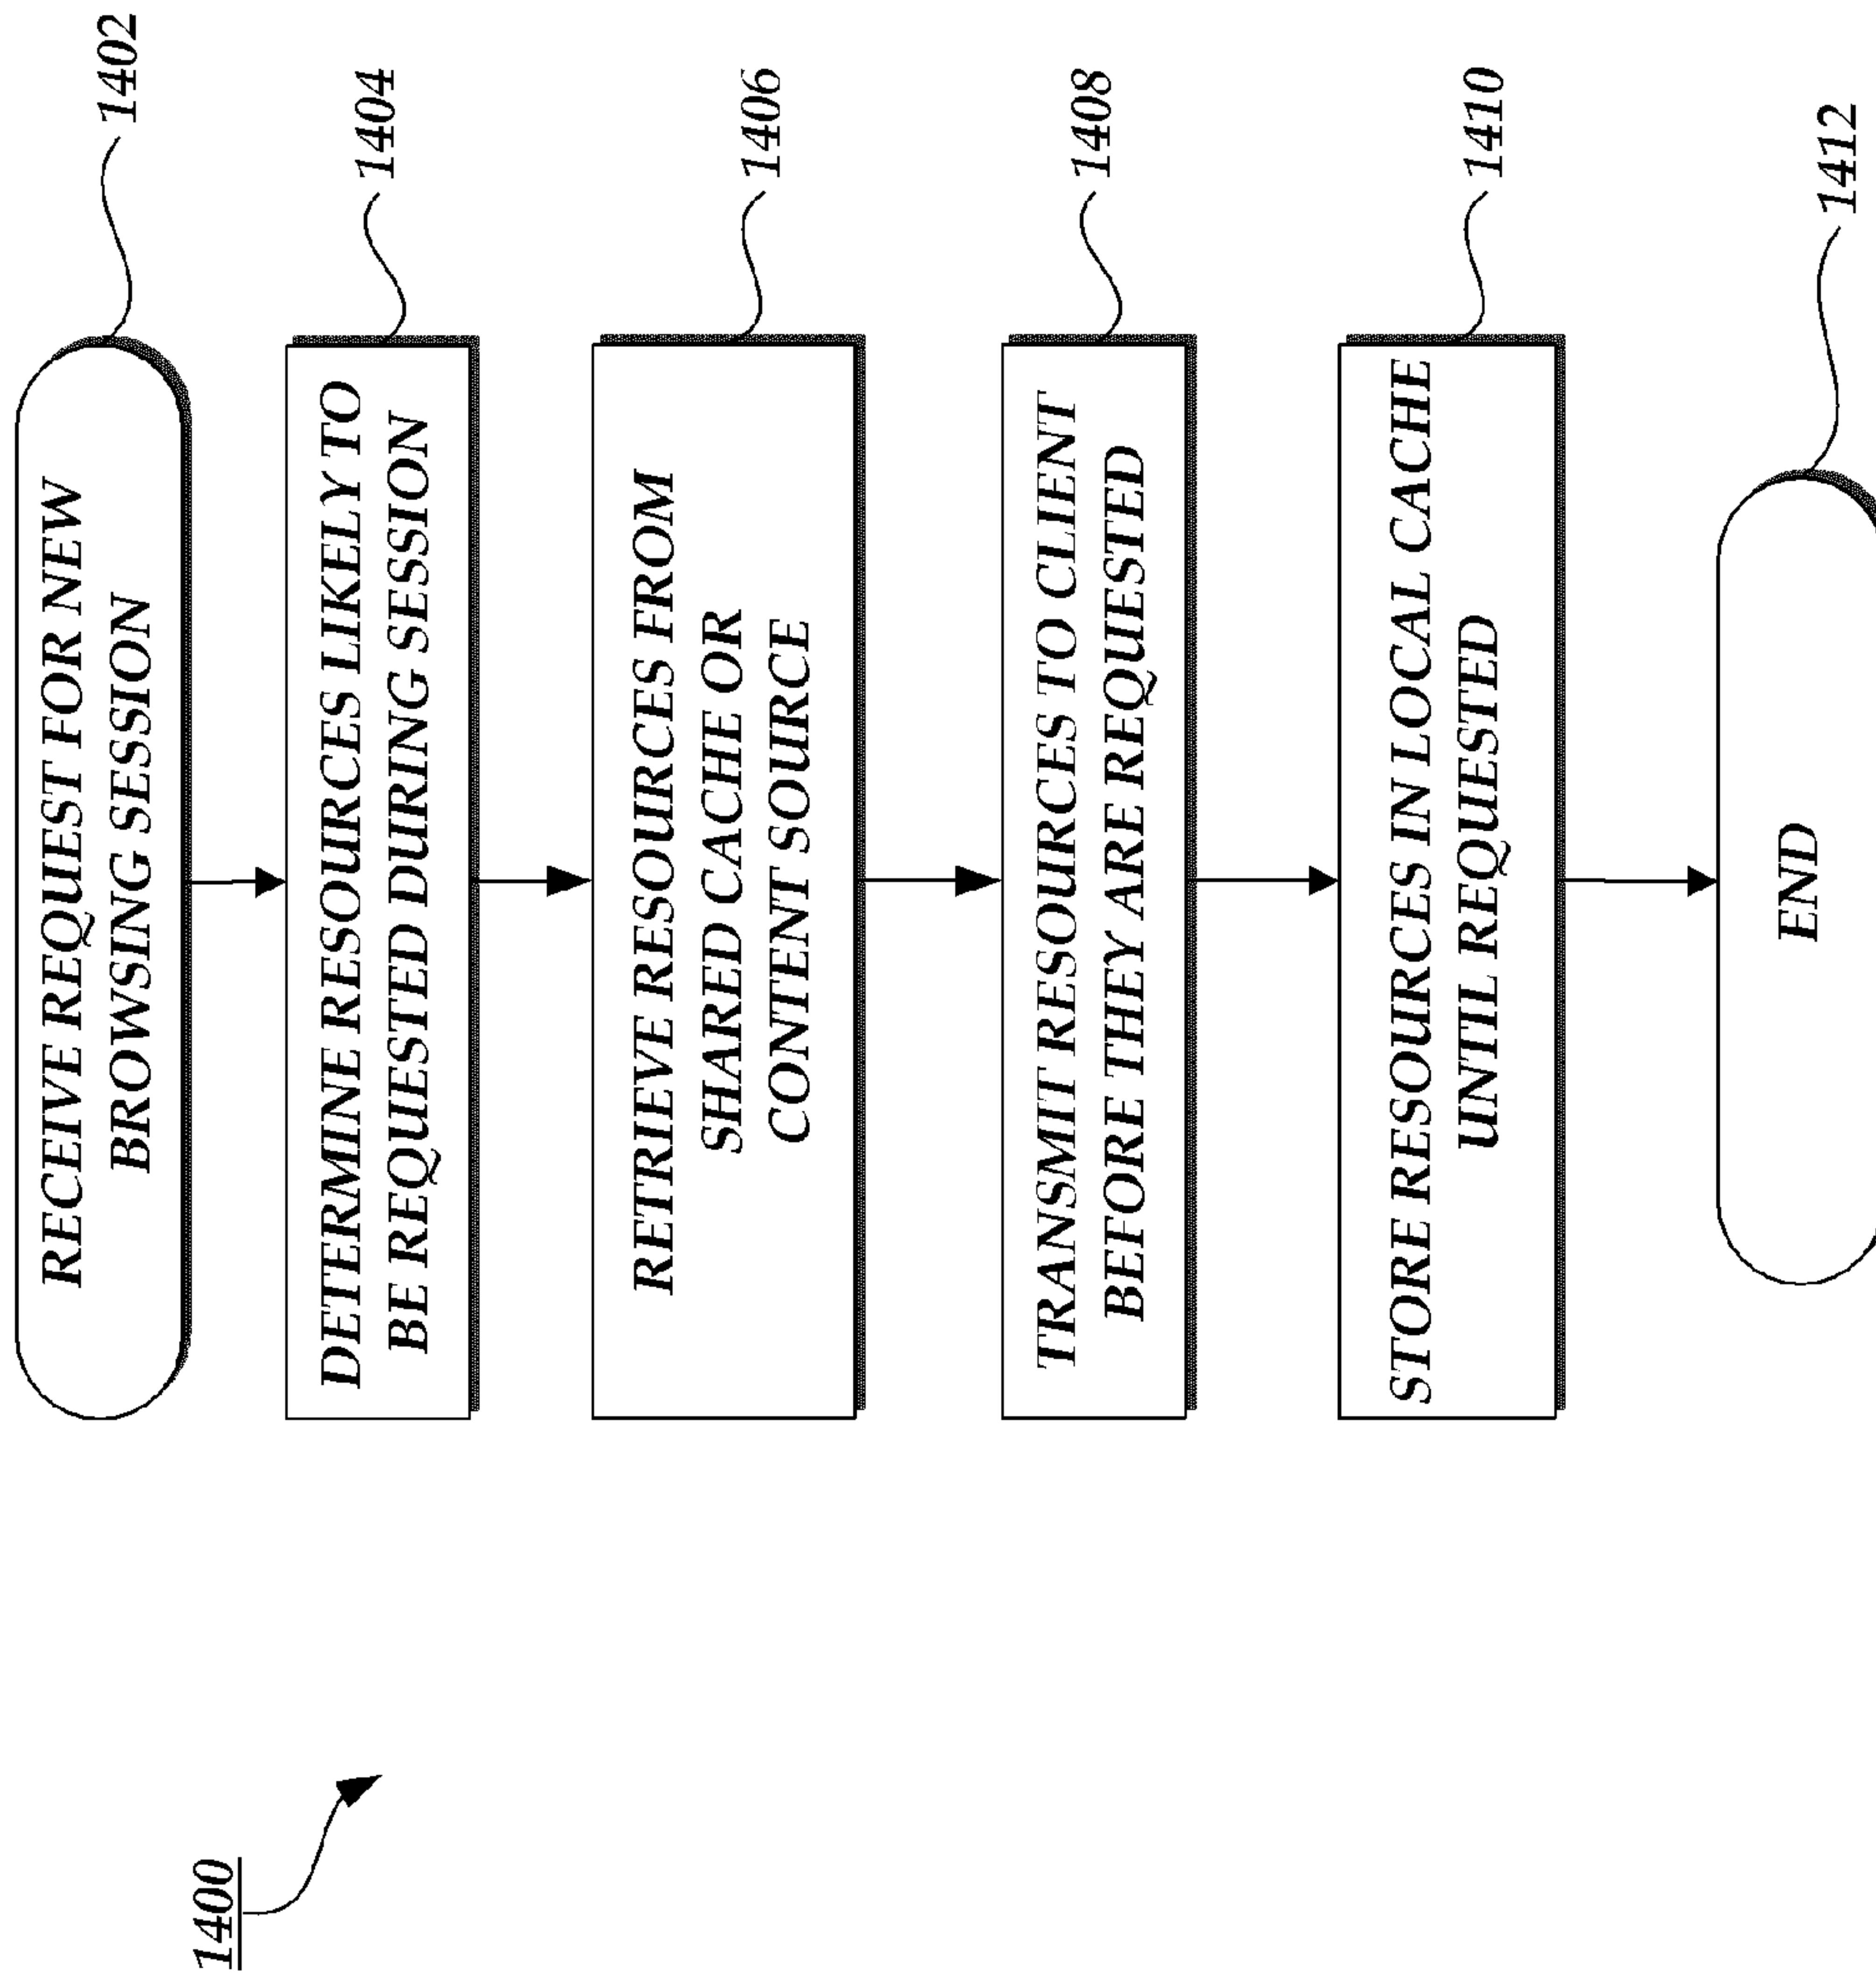 1400
RECEIVE REQUEST FOR NEW
BROWSING SESSION
1402
DETERMINE RESOURCES LIKELY TO
BE REQUESTED DURING SESSION
1404
RETRIEVE RESOURCES FROM
SHARED CACHE OR
CONTENT SOURCE
1406
TRANSMIT RESOURCES TO CLIENT
BEFORE THEY ARE REQUESTED
1408
STORE RESOURCES IN LOCAL CACHE
UNTIL REQUESTED
1410
END
1412